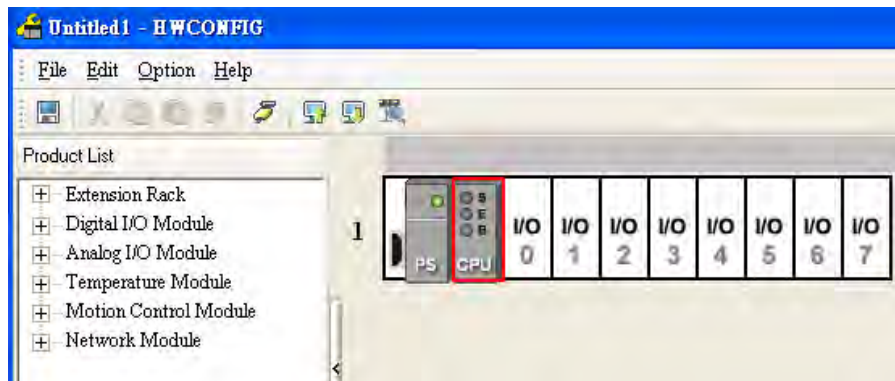 Untitled1 - HWCONFIG
File Edit Option Help
Product List
Extension Rack
Digital I/O Module
Analog I/O Module
Temperature Module
Motion Control Module
Network Module
1
PS
S
E
B
CPU
I/O I/O I/O I/O I/O I/O I/O I/O
0 1 2 3 4 5 6 7